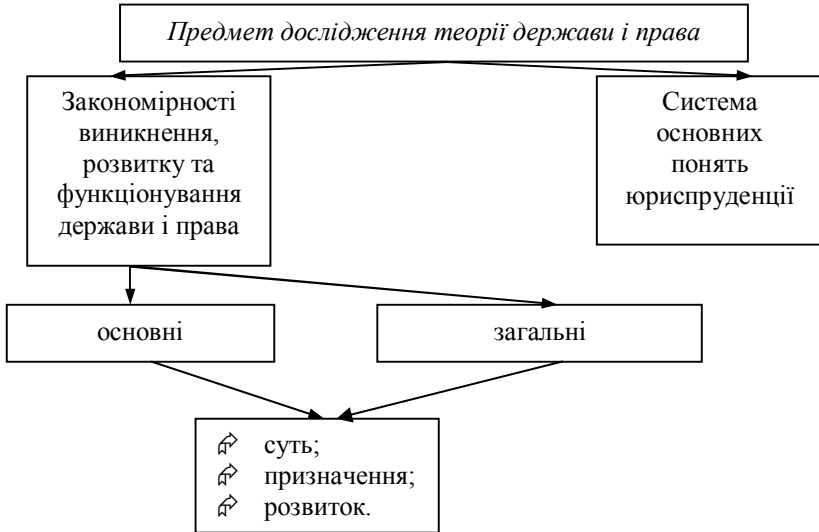 Предмет дослідження теорії держави і права
Закономірності
виникнення,
розвитку та
функціонування
держави і права
Система
основних
понять
юриспруденції
основні
загальні
суть;
призначення;
розвиток.